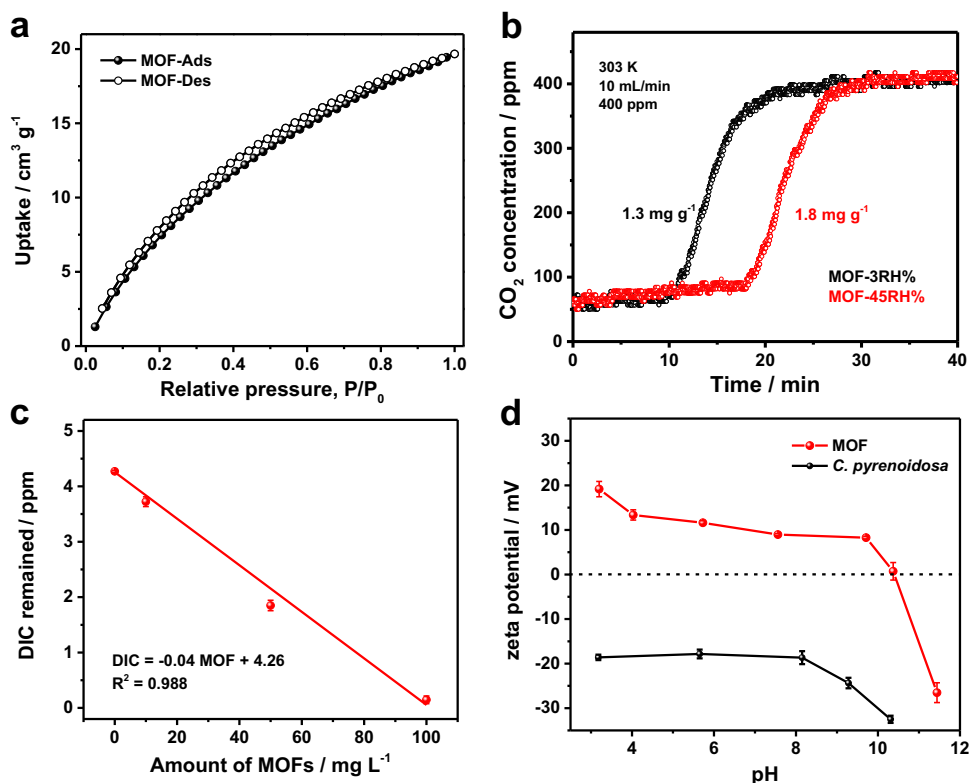 a
MOF-Ads
MOF-Des
20
15
10
5
0
0.0 0.2 0.4 0.6 0.8 1.0
Uptake / cm³ g⁻¹
Relative pressure, P/P₀
b
303 K
10 mL/min
400 ppm
1.3 mg g⁻¹
1.8 mg g⁻¹
MOF-3RH%
MOF-45RH%
500
400
300
200
100
0
0 10 20 30 40
CO₂ concentration / ppm
Time / min
c
5
4
3
2
1
0
DIC = -0.04 MOF + 4.26
R² = 0.988
0 20 40 60 80 100
DIC remained / ppm
Amount of MOFs / mg L⁻¹
d
MOF
C. pyrenoidosa
30
20
10
0
-10
-20
-30
4 6 8 10 12
zeta potential / mV
pH